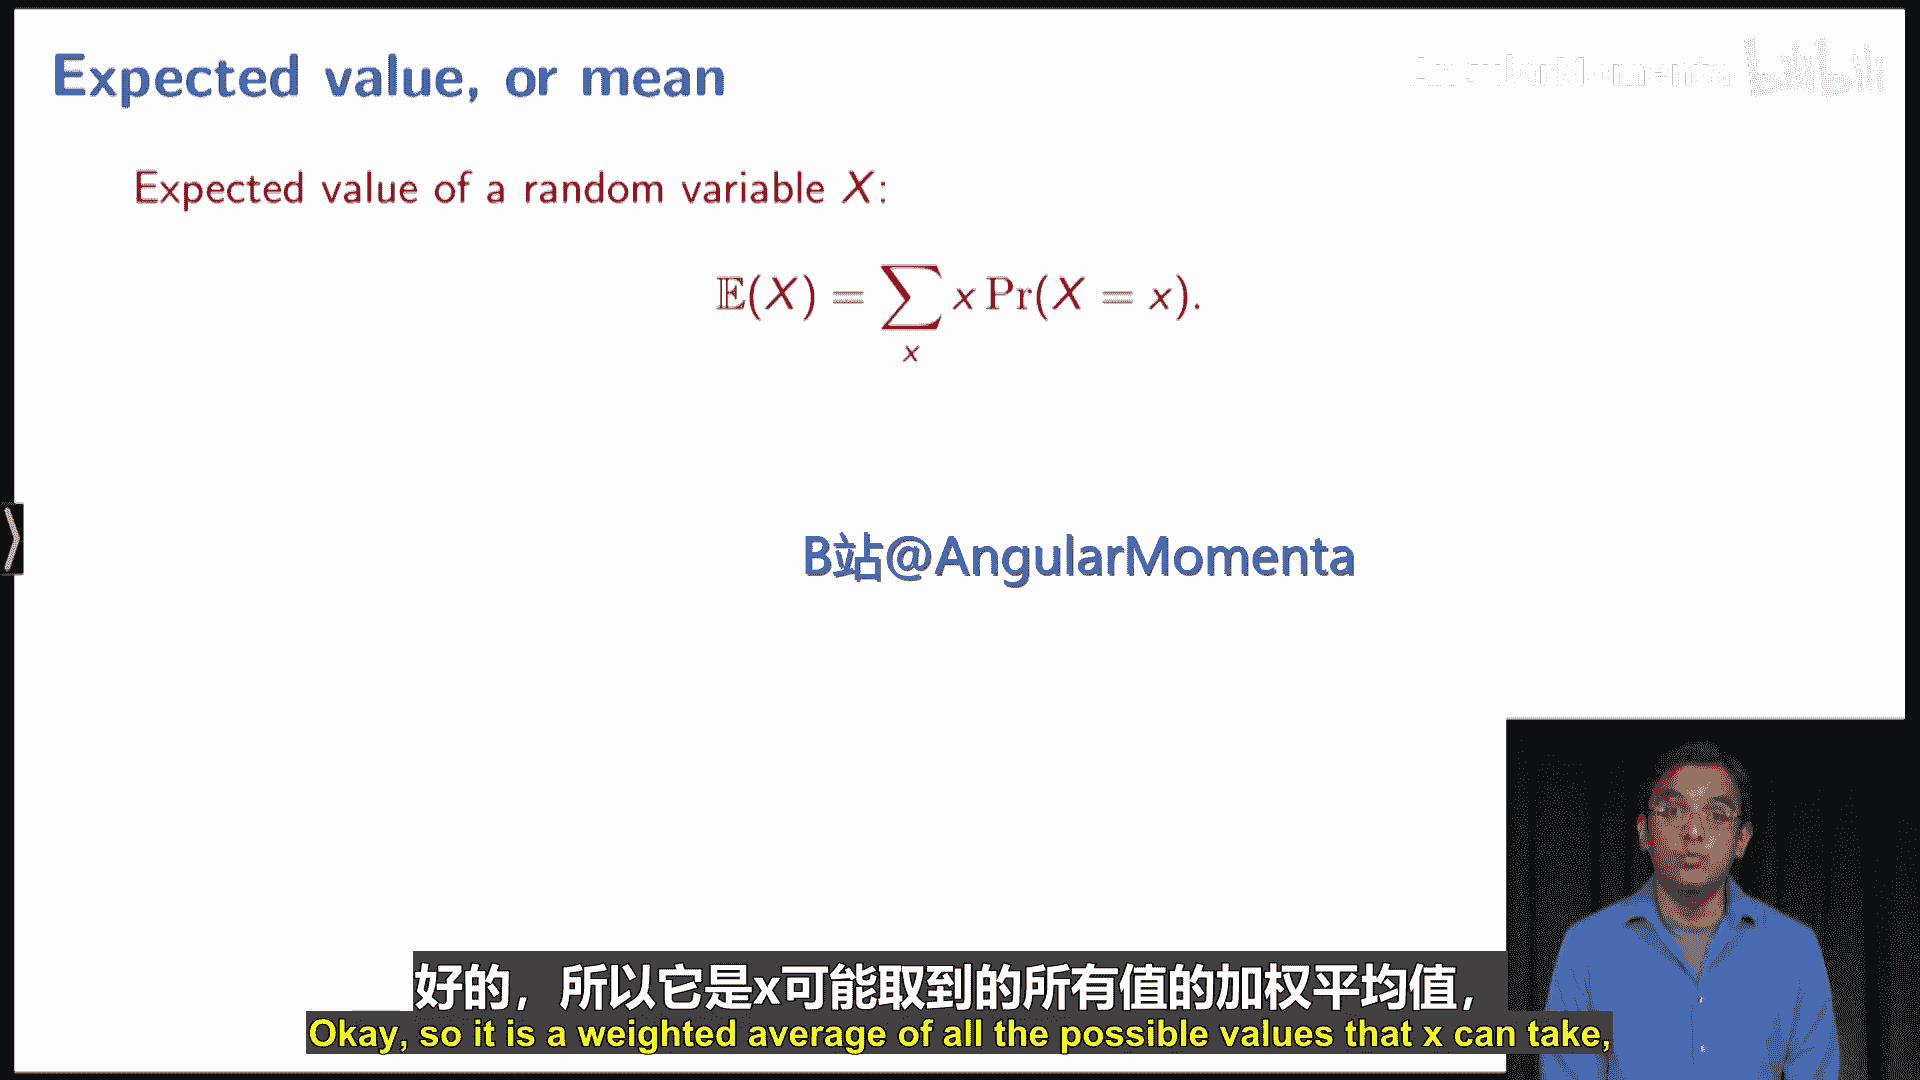 Expected value, or mean
AngularMomenta bilibili
Expected value of a random variable X:
𝔼(X) = ∑ x Pr(X = x).
x
B站@AngularMomenta
好的，所以它是x可能取到的所有值的加权平均值，
Okay, so it is a weighted average of all the possible values that x can take,